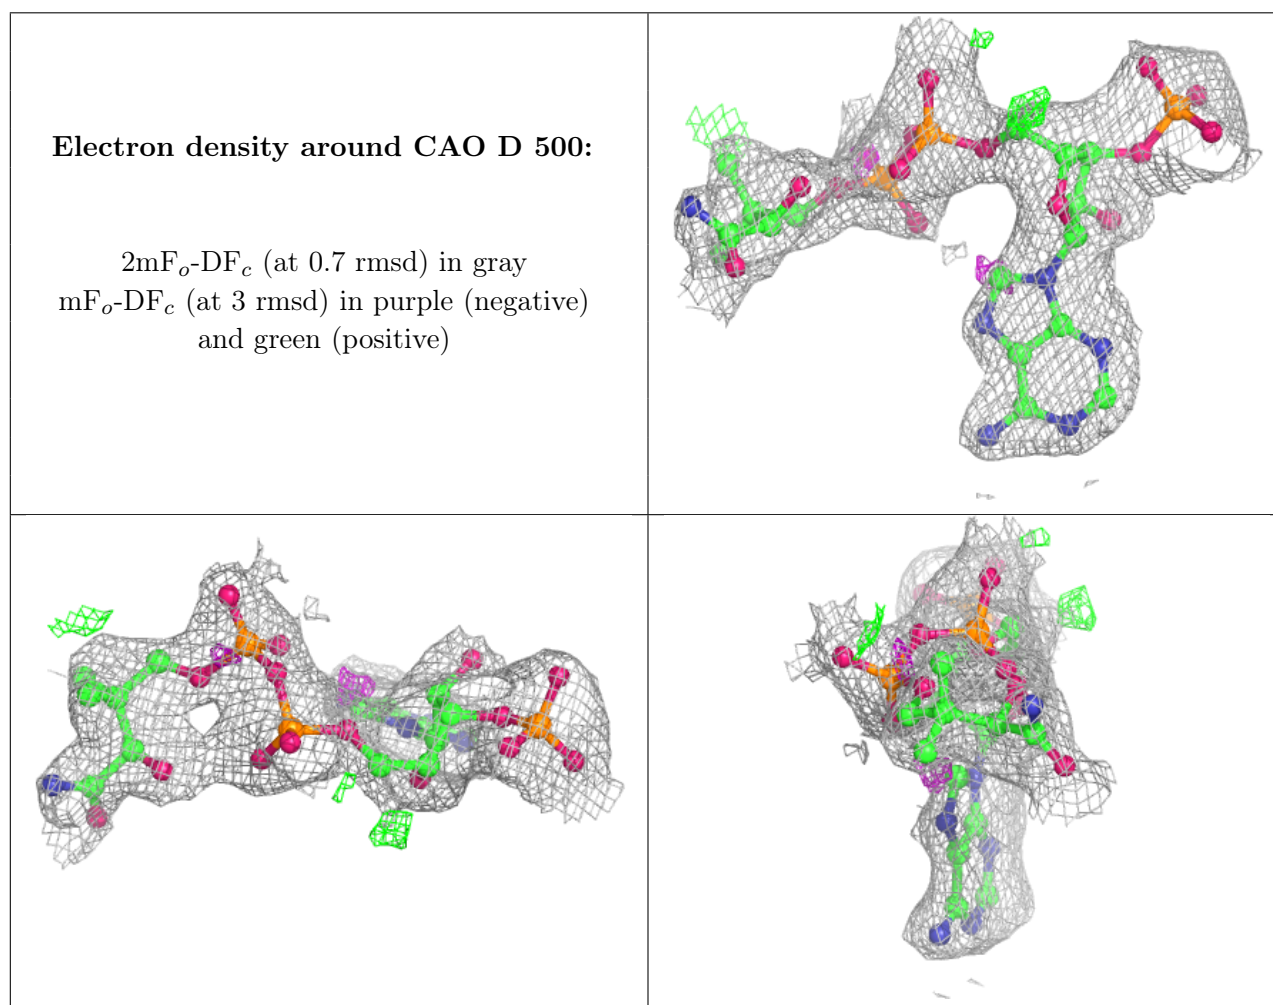 Electron density around CAO D 500:
2mFₒ-DF𝒸 (at 0.7 rmsd) in gray
mFₒ-DF𝒸 (at 3 rmsd) in purple (negative)
and green (positive)